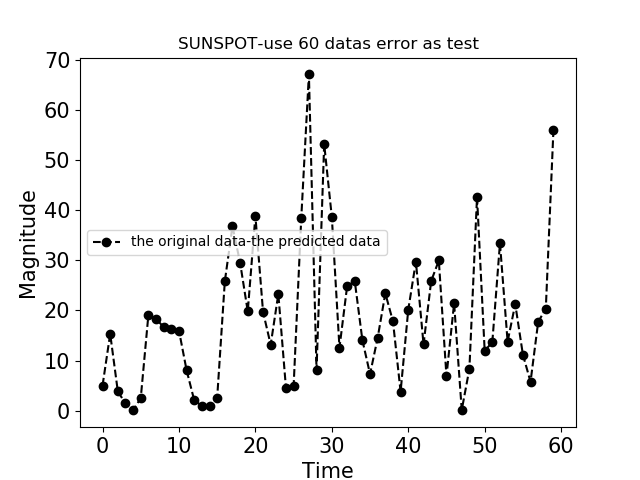 SUNSPOT-use 60 datas error as test
70
60
50
40
30
20
10
0
Magnitude
the original data-the predicted data
0 10 20 30 40 50 60
Time